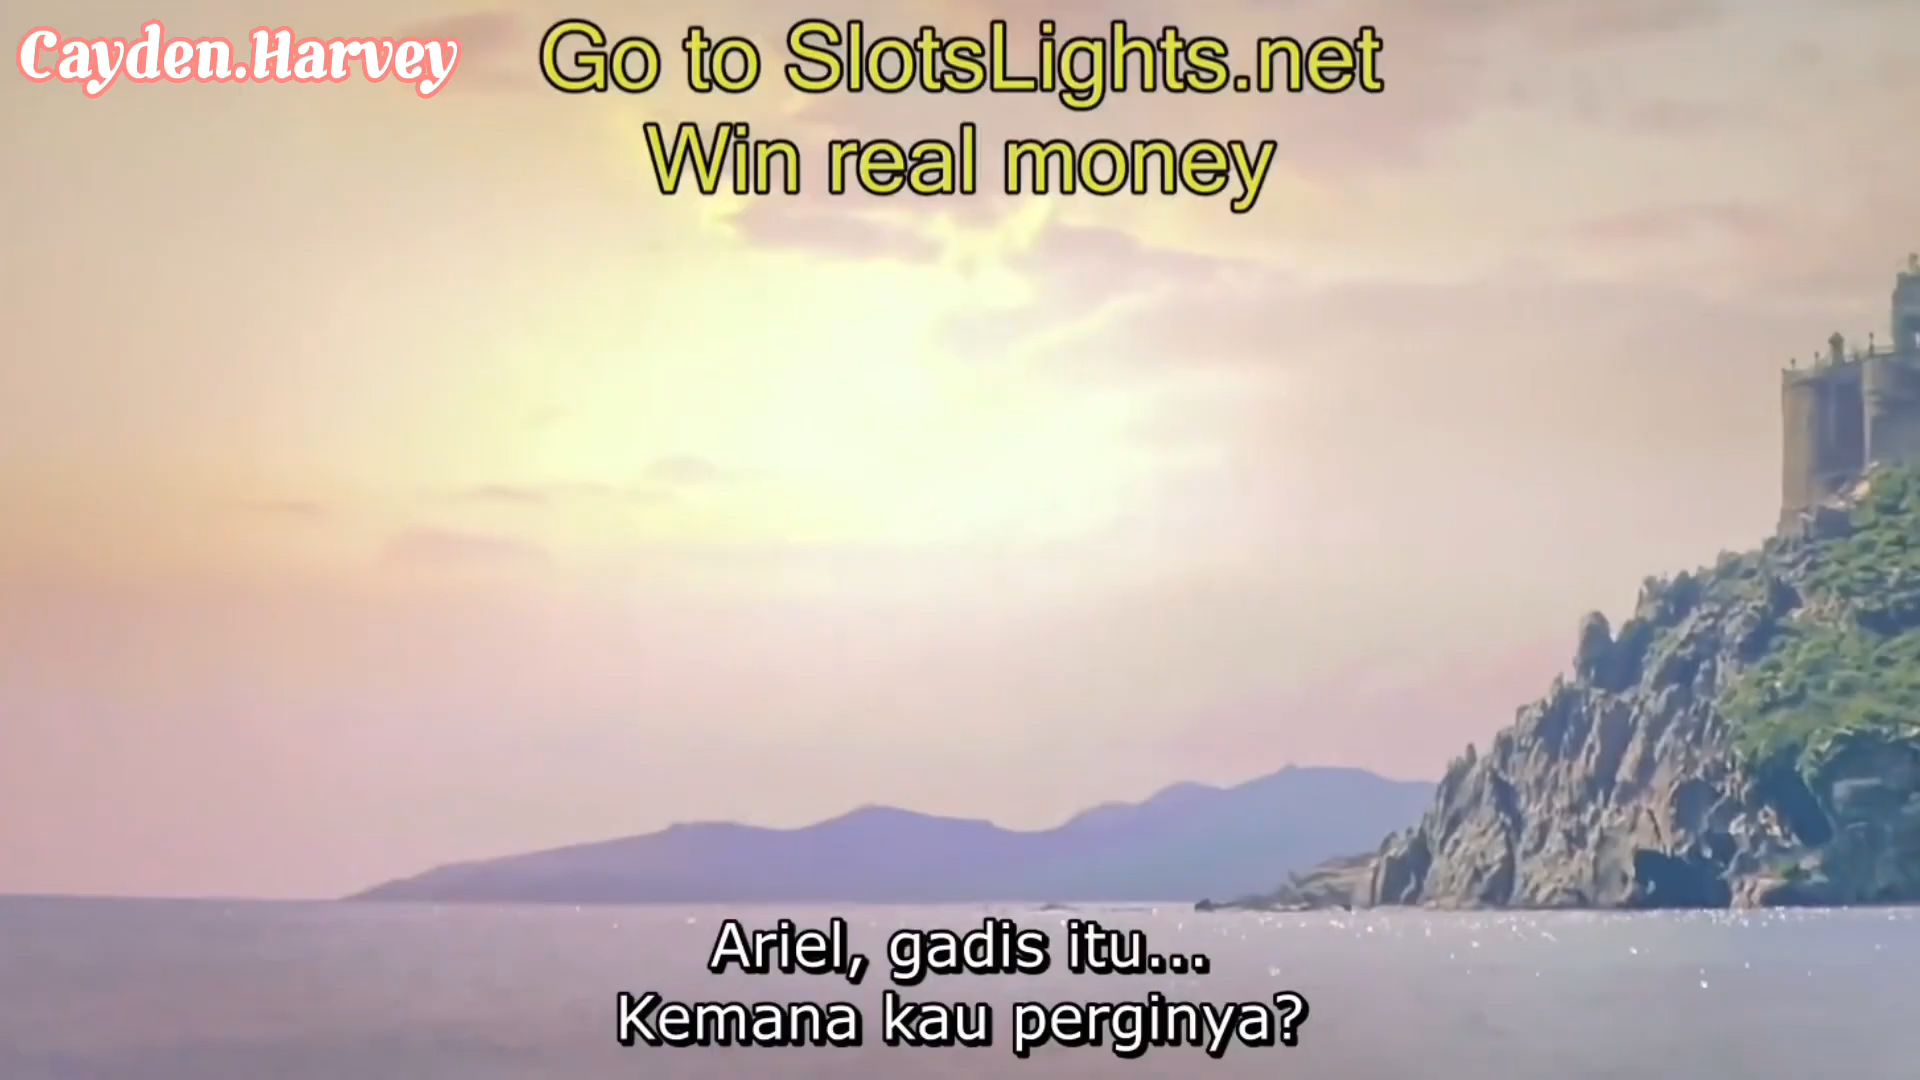 Cayden.Harvey
Go to SlotsLights.net
Win real money
Ariel, gadis itu...
Kemana kau perginya?